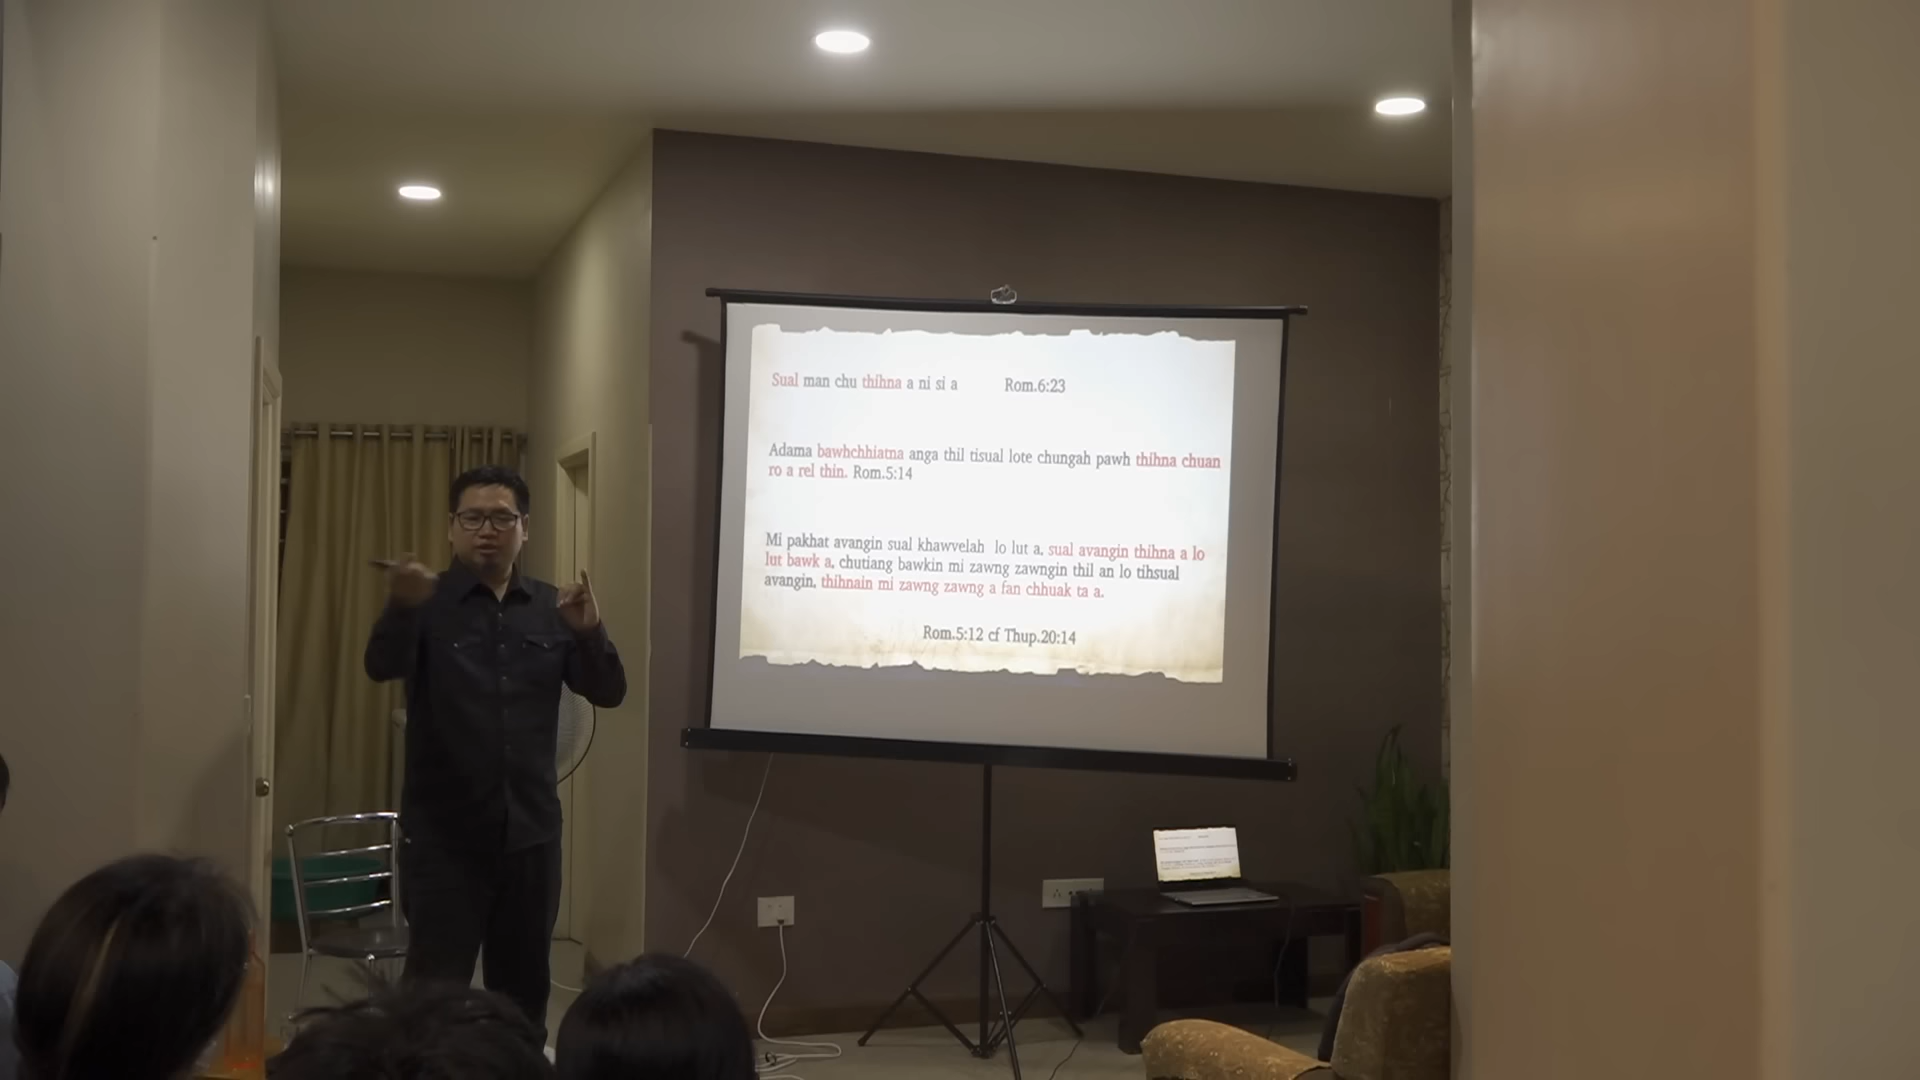 Sual man chu thihna a ni si a Rom.6:23
Adama bawhchhiatna anga thil tisual lote chungah pawh thihna chuan
ro a rel thin. Rom.5:14
Mi pakhat avangin sual khawvelah lo lut a, sual avangin thihna a lo
lut bawk a, chutiang bawkin mi zawng zawngin thil an lo tihsual
avangin, thihnain mi zawng zawng a fan chhuak ta a.
Rom.5:12 cf Thup.20:14